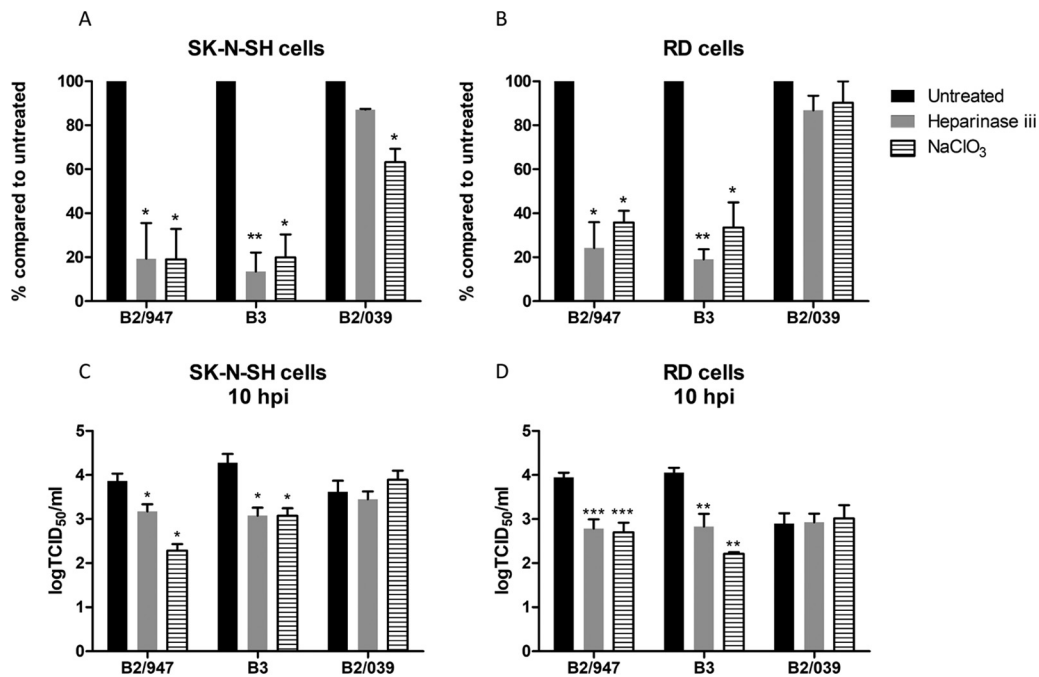 A
SK-N-SH cells
% compared to untreated
100
80
60
40
20
0
* * ** * *
B2/947 B3 B2/039
B
RD cells
% compared to untreated
100
80
60
40
20
0
* * ** *
B2/947 B3 B2/039
Untreated
Heparinase iii
NaClO₃
C
SK-N-SH cells
10 hpi
logTCID₅₀/ml
5
4
3
2
1
0
* * * *
B2/947 B3 B2/039
D
RD cells
10 hpi
logTCID₅₀/ml
5
4
3
2
1
0
*** *** ** **
B2/947 B3 B2/039